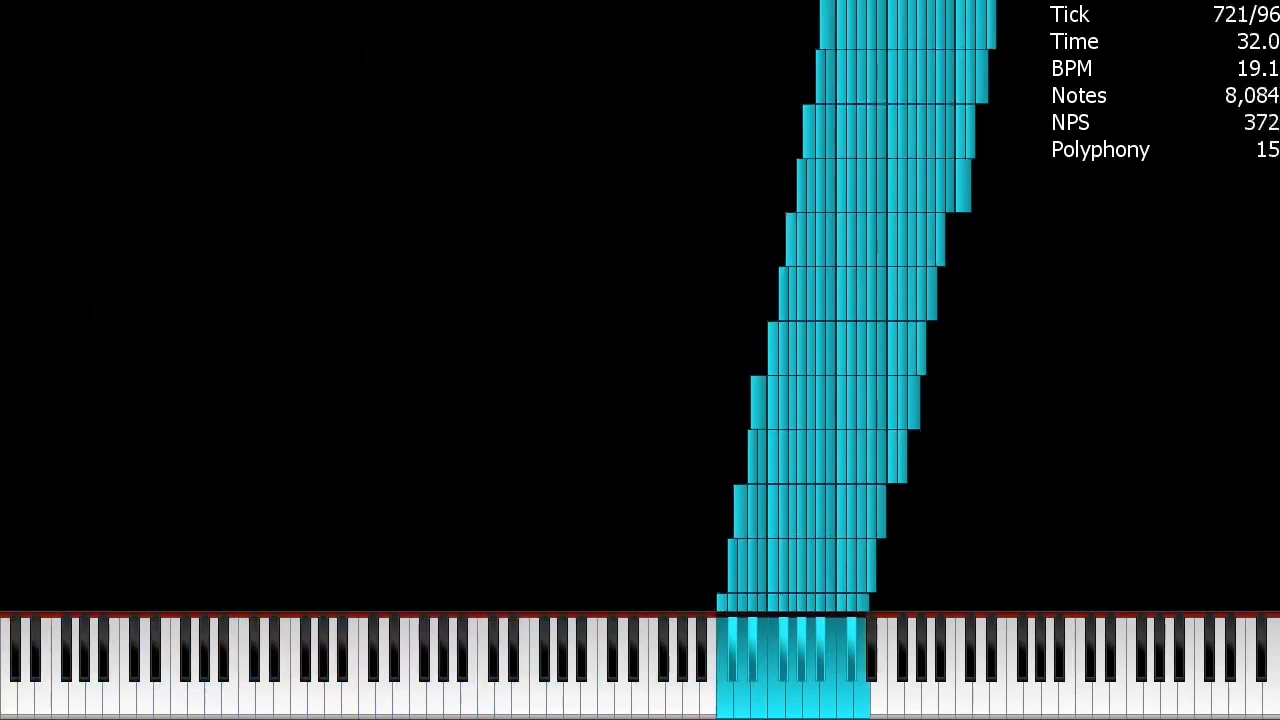 Tick 721/96
Time 32.0
BPM 19.1
Notes 8,084
NPS 372
Polyphony 15